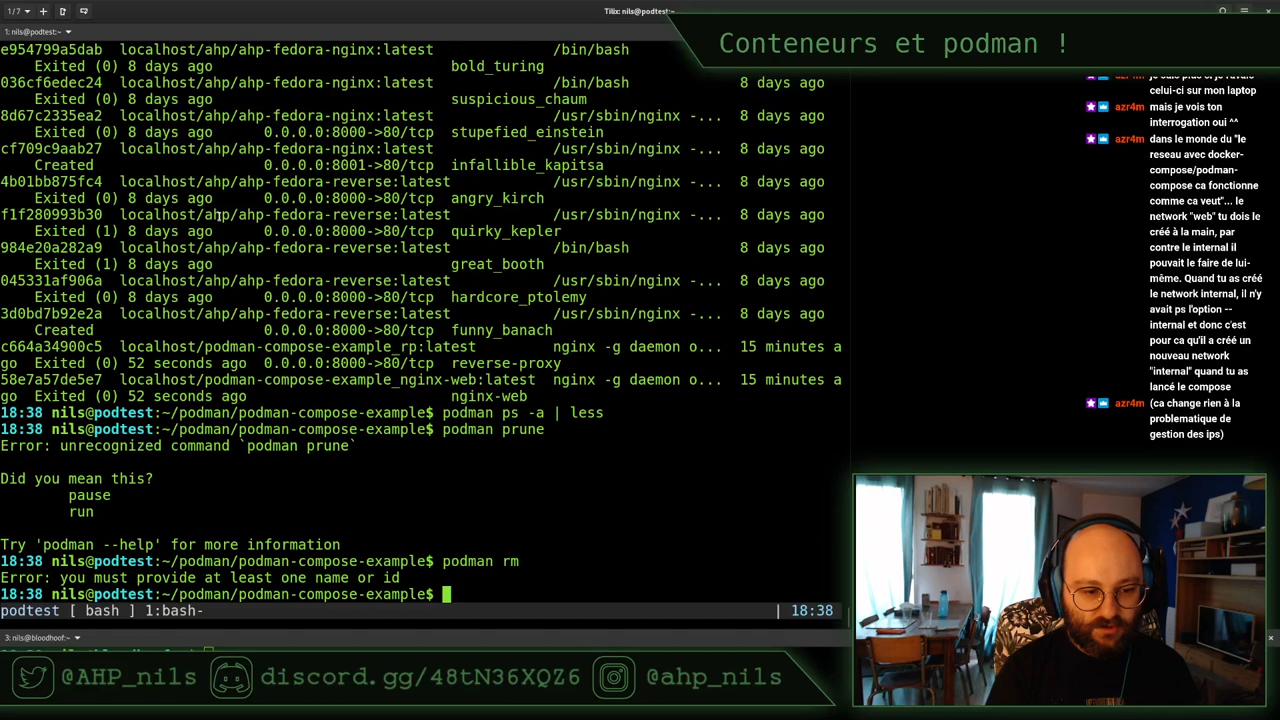 1/7
Tilix: nils@podtest:~
1: nils@podtest:~
Conteneurs et podman !
e954799a5dab localhost/ahp/ahp-fedora-nginx:latest /bin/bash 8 days ago
Exited (0) 8 days ago bold_turing
036cf6edec24 localhost/ahp/ahp-fedora-nginx:latest /bin/bash 8 days ago
Exited (0) 8 days ago suspicious_chaum
8d67c2335ea2 localhost/ahp/ahp-fedora-nginx:latest /usr/sbin/nginx -... 8 days ago
Exited (0) 8 days ago 0.0.0.0:8000->80/tcp stupefied_einstein
cf709c9aab27 localhost/ahp/ahp-fedora-nginx:latest /usr/sbin/nginx -... 8 days ago
Created 0.0.0.0:8001->80/tcp infallible_kapitsa
4b01bb875fc4 localhost/ahp/ahp-fedora-reverse:latest /usr/sbin/nginx -... 8 days ago
Exited (0) 8 days ago 0.0.0.0:8000->80/tcp angry_kirch
f1f280993b30 localhost/ahp/ahp-fedora-reverse:latest /usr/sbin/nginx -... 8 days ago
Exited (1) 8 days ago 0.0.0.0:8000->80/tcp quirky_kepler
984e20a282a9 localhost/ahp/ahp-fedora-reverse:latest /bin/bash 8 days ago
Exited (1) 8 days ago great_booth
045331af906a localhost/ahp/ahp-fedora-reverse:latest /usr/sbin/nginx -... 8 days ago
Exited (0) 8 days ago 0.0.0.0:8000->80/tcp hardcore_ptolemy
3d0bd7b92e2a localhost/ahp/ahp-fedora-reverse:latest /usr/sbin/nginx -... 8 days ago
Created 0.0.0.0:8000->80/tcp funny_banach
c664a34900c5 localhost/podman-compose-example_rp:latest nginx -g daemon o... 15 minutes a
go Exited (0) 52 seconds ago 0.0.0.0:8000->80/tcp reverse-proxy
58e7a57de5e7 localhost/podman-compose-example_nginx-web:latest nginx -g daemon o... 15 minutes a
go Exited (0) 52 seconds ago nginx-web
18:38 nils@podtest:~/podman/podman-compose-example$ podman ps -a | less
18:38 nils@podtest:~/podman/podman-compose-example$ podman prune
Error: unrecognized command `podman prune`
Did you mean this?
pause
run
Try 'podman --help' for more information
18:38 nils@podtest:~/podman/podman-compose-example$ podman rm
Error: you must provide at least one name or id
18:38 nils@podtest:~/podman/podman-compose-example$
podtest [ bash ] 1:bash- | 18:38
3: nils@bloodhoof:~
celui-ci sur mon laptop
azr4m mais je vois ton
interrogation oui ^^
azr4m dans le monde du "le
reseau avec docker-
compose/podman-
compose ca fonctionne
comme ca veut"... le
network "web" tu dois le
créé à la main, par
contre le internal il
pouvait le faire de lui-
même. Quand tu as créé
le network internal, il n'y
avait ps l'option --
internal et donc c'est
pour ca qu'il a créé un
nouveau network
"internal" quand tu as
lancé le compose
azr4m (ca change rien à la
problematique de
gestion des ips)
@AHP_nils discord.gg/48tN36XQZ6 @ahp_nils